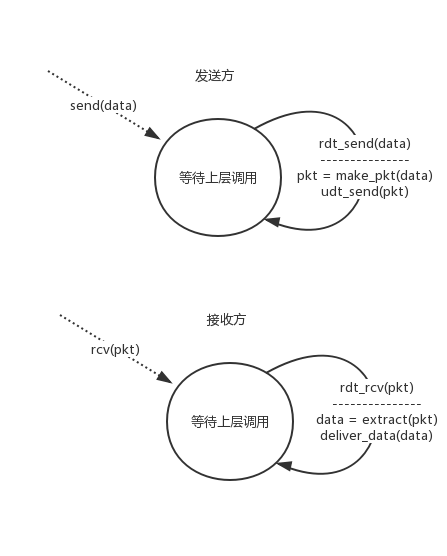 发送方
send(data)
rdt_send(data)
等待上层调用
pkt = make_pkt(data)
udt_send(pkt)
接收方
rcv(pkt)
rdt_rcv(pkt)
等待上层调用
data = extract(pkt)
deliver_data(data)